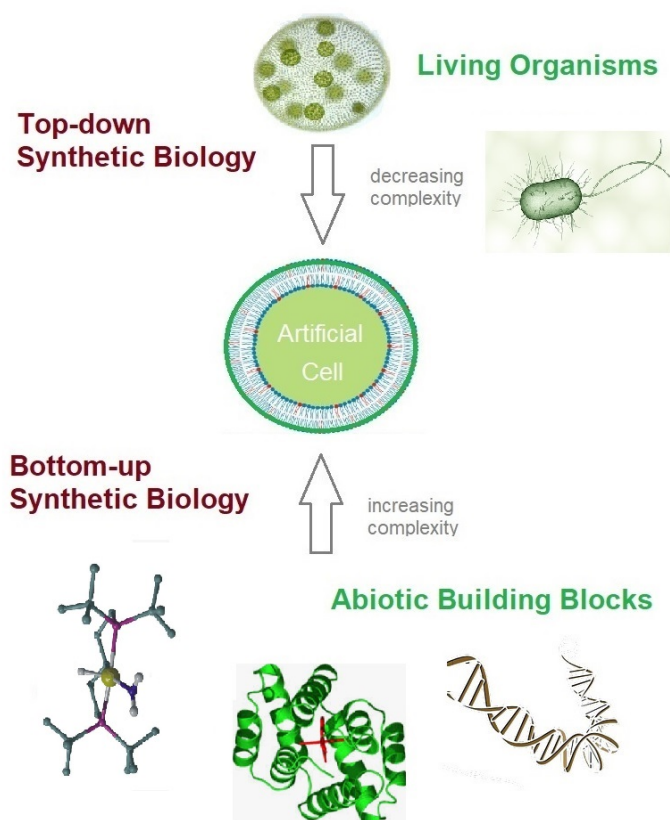 Living Organisms
Top-down
Synthetic Biology
decreasing
complexity
Artificial
Cell
Bottom-up
Synthetic Biology
increasing
complexity
Abiotic Building Blocks